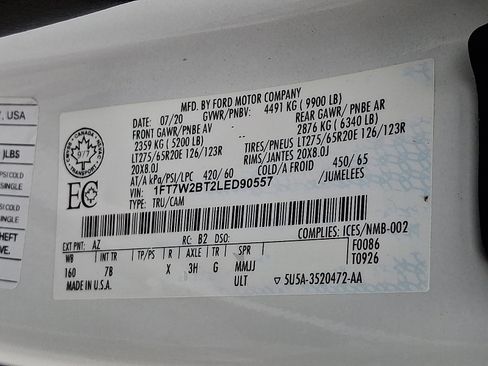 , USA
)LBS
PSI COLD
SINGLE
PSI COLD
SINGLE
HEFT
VE.
MFD. BY FORD MOTOR COMPANY
DATE: 07/20 GVWR/PNBV: 4491 KG ( 9900 LB)
FRONT GAWR/PNBE AV REAR GAWR/ PNBE AR
2359 KG ( 5200 LB) 2876 KG ( 6340 LB)
LT275/65R20E 126/123R TIRES/PNEUS LT275/65R20E 126/123R
20X8.0J RIMS/JANTES 20X8.0J
AT/A kPa/PSI/LPC 420/ 60 COLD/A FROID 450/ 65
VIN: 1FT7W2BT2LED90557 /JUMELEES
TYPE: TRU/CAM
CANADA
977
TRANSPORT
EC
COMPLIES: ICES/NMB-002
EXT PNT: AZ RC: B2 DSO: F0086
WB INT TR TP/PS R AXLE TR SPR T0926
160 7B X 3H G MMJJ
MADE IN U.S.A. ULT ▽ 5U5A-3520472-AA